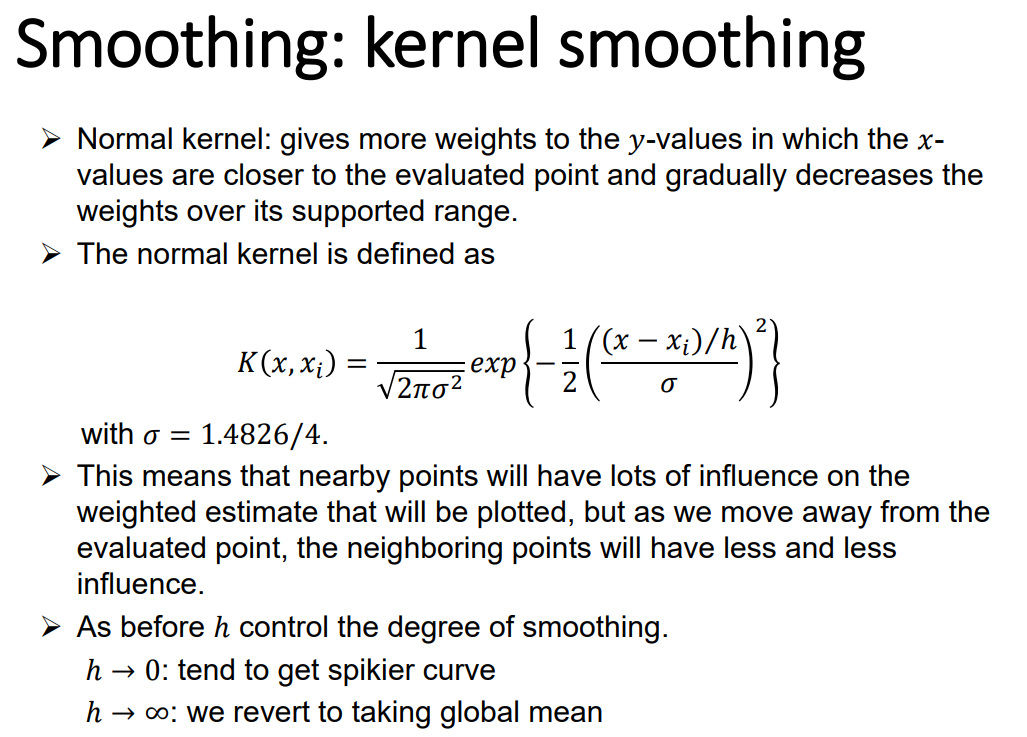 Smoothing: kernel smoothing
➢ Normal kernel: gives more weights to the y-values in which the x-
values are closer to the evaluated point and gradually decreases the
weights over its supported range.
➢ The normal kernel is defined as
K(x, xᵢ) = 1/√(2πσ²) exp{−1/2 (((x − xᵢ)/h)/σ)²}
with σ = 1.4826/4.
➢ This means that nearby points will have lots of influence on the
weighted estimate that will be plotted, but as we move away from the
evaluated point, the neighboring points will have less and less
influence.
➢ As before h control the degree of smoothing.
h → 0: tend to get spikier curve
h → ∞: we revert to taking global mean